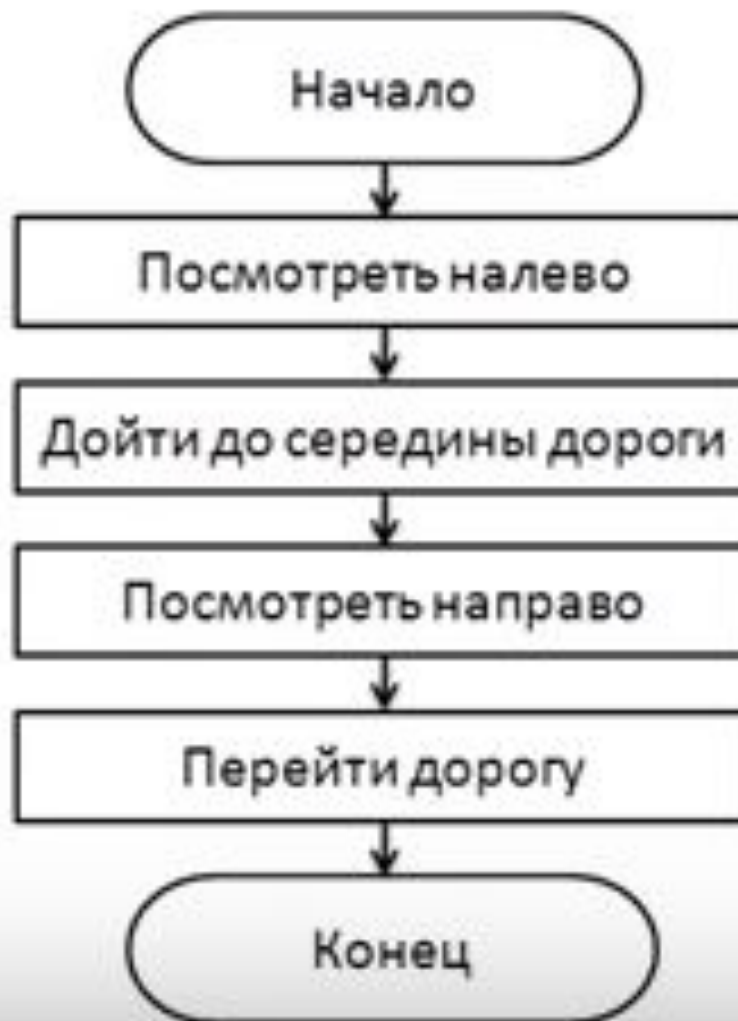 Начало
Посмотреть налево
Дойти до середины дороги
Посмотреть направо
Перейти дорогу
Конец